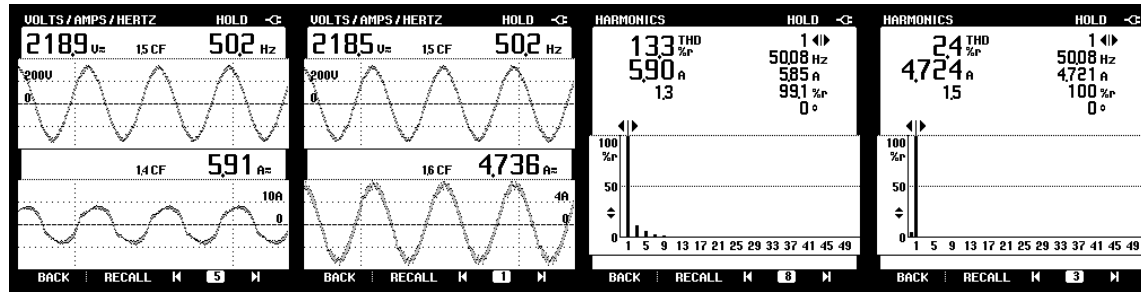 VOLTS/AMPS/HERTZ HOLD
218,9 V≂ 1,5 CF 50,2 Hz
200V
0
1,4 CF 5,91 A≂
10A
0
BACK RECALL 5
VOLTS/AMPS/HERTZ HOLD
218,5 V≂ 1,5 CF 50,2 Hz
200V
0
1,6 CF 4,736 A≂
4A
0
BACK RECALL 1
HARMONICS HOLD
13,3 THD %r 1
50,08 Hz
5,90 A 5,85 A
1,3 99,1 %r
0 °
100
%r
50
0
1 5 9 13 17 21 25 29 33 37 41 45 49
BACK RECALL 8
HARMONICS HOLD
2,4 THD %r 1
50,08 Hz
4,724 A 4,721 A
1,5 100 %r
0 °
100
%r
50
0
1 5 9 13 17 21 25 29 33 37 41 45 49
BACK RECALL 3